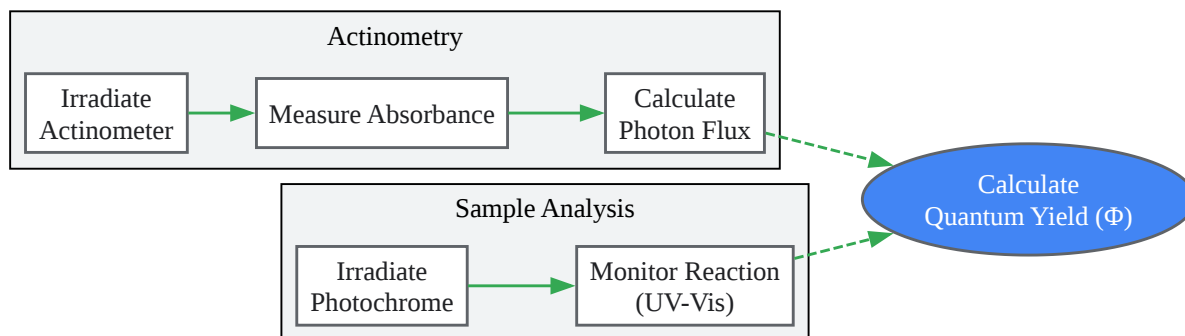 Actinometry
Irradiate
Actinometer
Measure Absorbance
Calculate
Photon Flux
Sample Analysis
Irradiate
Photochrome
Monitor Reaction
(UV-Vis)
Calculate
Quantum Yield (Φ)